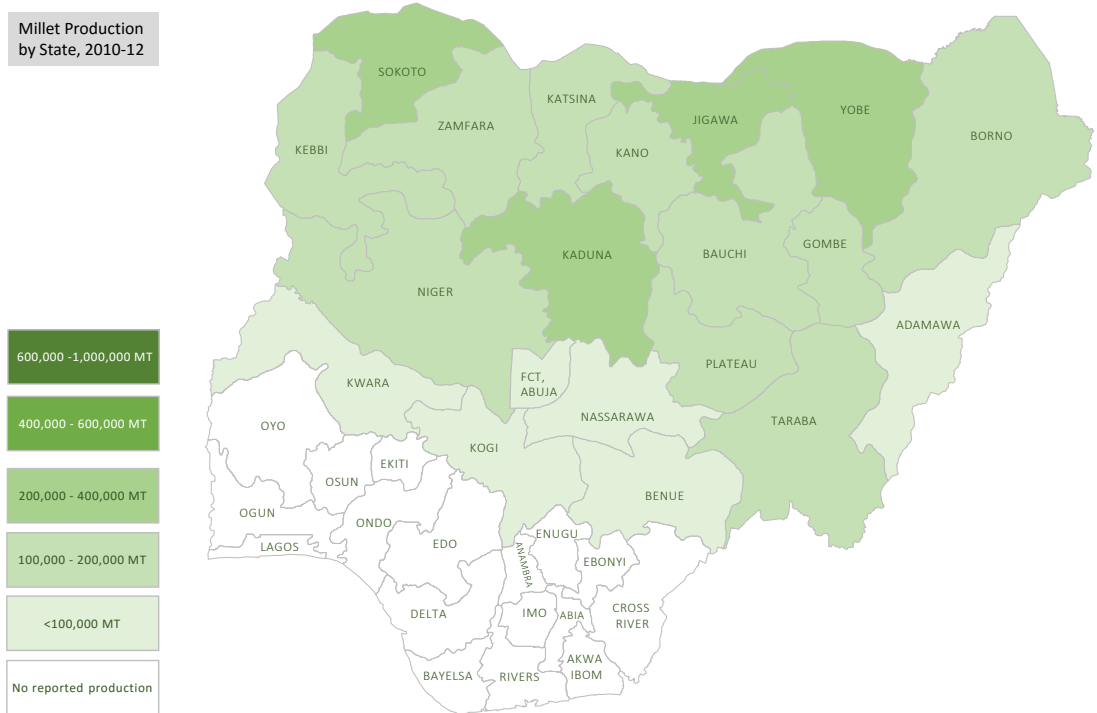 Millet Production
by State, 2010-12
SOKOTO
KATSINA
ZAMFARA
JIGAWA
YOBE
BORNO
KEBBI
KANO
KADUNA
BAUCHI
GOMBE
NIGER
ADAMAWA
PLATEAU
FCT,
ABUJA
KWARA
NASSARAWA
TARABA
OYO
KOGI
EKITI
OSUN
BENUE
OGUN
ONDO
EDO
ENUGU
LAGOS
ANAMBRA
EBONYI
DELTA
IMO
ABIA
CROSS
RIVER
AKWA
IBOM
BAYELSA
RIVERS
600,000 -1,000,000 MT
400,000 - 600,000 MT
200,000 - 400,000 MT
100,000 - 200,000 MT
<100,000 MT
No reported production